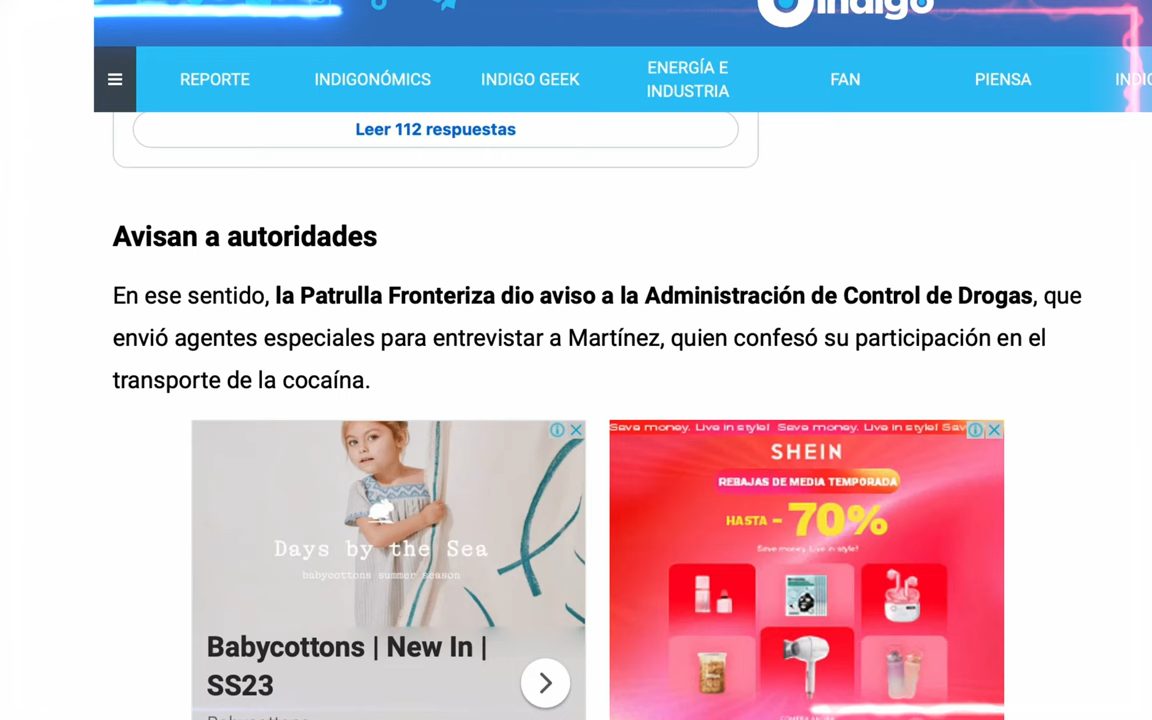 indigo
REPORTE
INDIGONÓMICS
INDIGO GEEK
ENERGÍA E
INDUSTRIA
FAN
PIENSA
Leer 112 respuestas
Avisan a autoridades
En ese sentido, la Patrulla Fronteriza dio aviso a la Administración de Control de Drogas, que
envió agentes especiales para entrevistar a Martínez, quien confesó su participación en el
transporte de la cocaína.
Days by the Sea
babycottons summer season
Babycottons | New In |
SS23
Save money. Live in style! Save money. Live in style! Sav
SHEIN
REBAJAS DE MEDIA TEMPORADA
HASTA - 70%
Save money. Live in style!